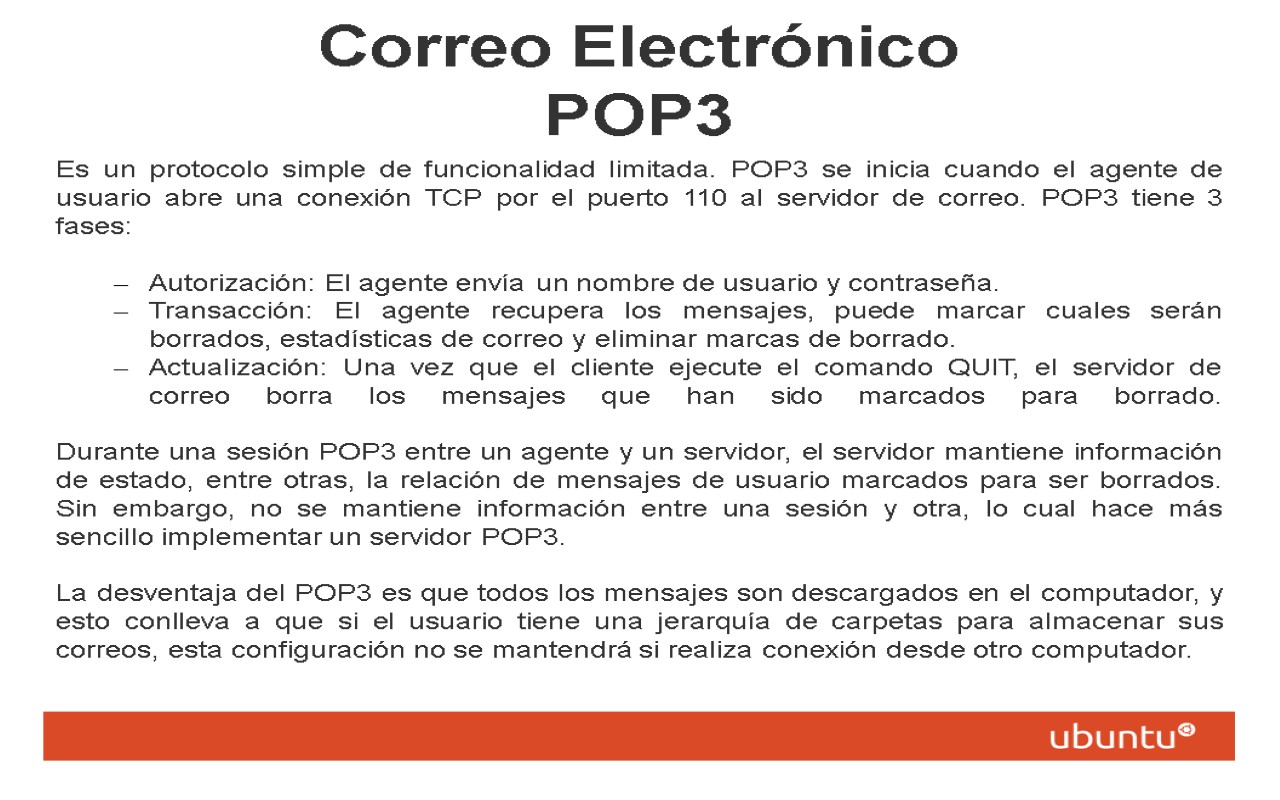 Correo Electrónico
POP3
Es un protocolo simple de funcionalidad limitada. POP3 se inicia cuando el agente de
usuario abre una conexión TCP por el puerto 110 al servidor de correo. POP3 tiene 3
fases:
– Autorización: El agente envía un nombre de usuario y contraseña.
– Transacción: El agente recupera los mensajes, puede marcar cuales serán
borrados, estadísticas de correo y eliminar marcas de borrado.
– Actualización: Una vez que el cliente ejecute el comando QUIT, el servidor de
correo borra los mensajes que han sido marcados para borrado.
Durante una sesión POP3 entre un agente y un servidor, el servidor mantiene información
de estado, entre otras, la relación de mensajes de usuario marcados para ser borrados.
Sin embargo, no se mantiene información entre una sesión y otra, lo cual hace más
sencillo implementar un servidor POP3.
La desventaja del POP3 es que todos los mensajes son descargados en el computador, y
esto conlleva a que si el usuario tiene una jerarquía de carpetas para almacenar sus
correos, esta configuración no se mantendrá si realiza conexión desde otro computador.
ubuntu